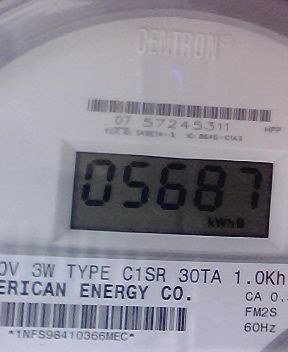 CENTRON®
07 57245311
HPP
05687
kWh
0V 3W TYPE C1SR 30TA 1.0Kh
ERICAN ENERGY CO.
CA 0.
FM2S
60Hz
*1NFS98410366MEC*